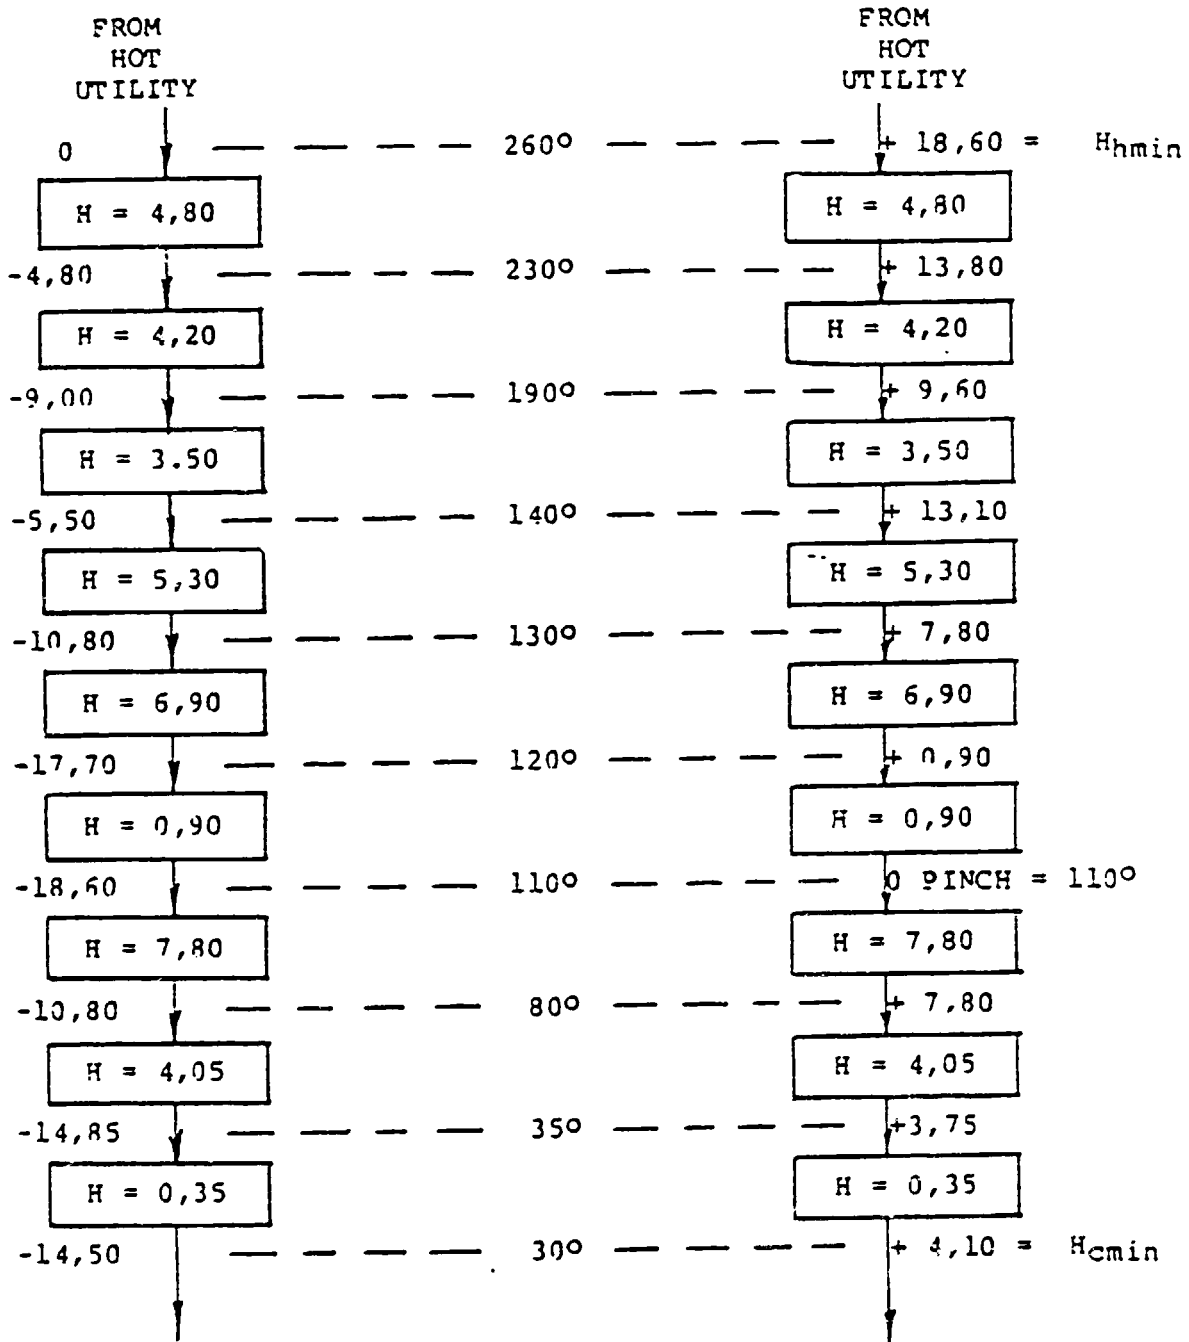 FROM
HOT
UTILITY
FROM
HOT
UTILITY
0 260° + 18,60 = Hhmin
H = 4,80 H = 4,80
-4,80 230° + 13,80
H = 4,20 H = 4,20
-9,00 190° + 9,60
H = 3.50 H = 3,50
-5,50 140° + 13,10
H = 5,30 H = 5,30
-10,80 130° + 7,80
H = 6,90 H = 6,90
-17,70 120° + 0,90
H = 0,90 H = 0,90
-18,60 110° 0 PINCH = 110°
H = 7,80 H = 7,80
-10,80 80° + 7,80
H = 4,05 H = 4,05
-14,85 35° +3,75
H = 0,35 H = 0,35
-14,50 30° + 4,10 = Hcmin